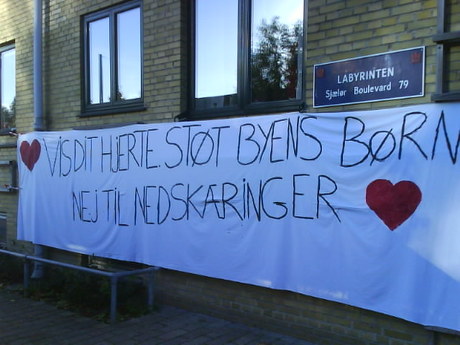 LABYRINTEN
Sjælør Boulevard 79
VIS DIT HJERTE. STØT BYENS BØRN
NEJ TIL NEDSKÆRINGER